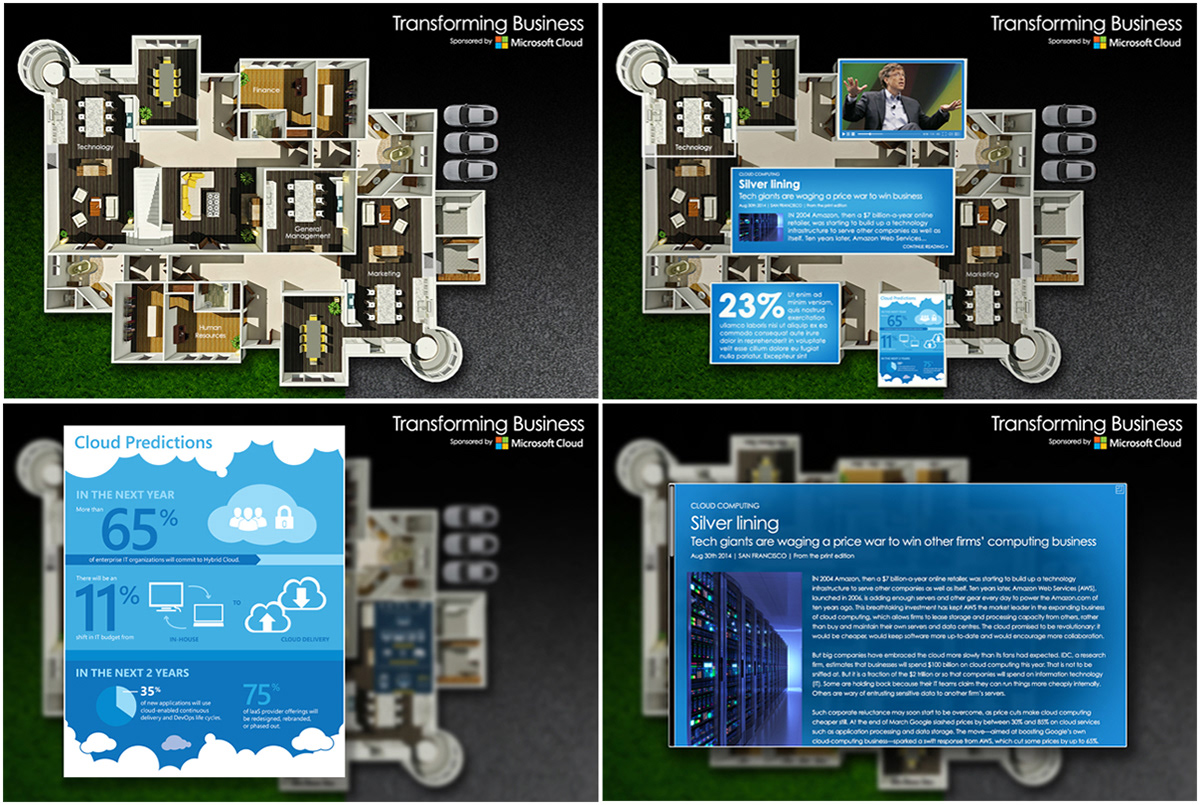 Transforming Business
Sponsored by Microsoft Cloud
Finance
Technology
General
Management
Marketing
Human
Resources
Transforming Business
Sponsored by Microsoft Cloud
Technology
CLOUD COMPUTING
Silver lining
Tech giants are waging a price war to win business
Aug 30th 2014 | SAN FRANCISCO | From the print edition
IN 2004 Amazon, then a $7 billion-a-year online
retailer, was starting to build up a technology
infrastructure to serve other companies as well as
itself. Ten years later, Amazon Web Services...
CONTINUE READING
Marketing
23%
Ut enim ad
minim veniam,
quis nostrud
exercitation
ullamco laboris nisi ut aliquip ex ea
commodo consequat aute irure
dolor in reprehenderit in voluptate
velit esse cillum dolore eu fugiat
nulla pariatur. Excepteur sint
Cloud Predictions
65%
11%
75%
Transforming Business
Sponsored by Microsoft Cloud
Cloud Predictions
IN THE NEXT YEAR
More than
65%
of enterprise IT organizations will commit to Hybrid Cloud.
There will be an
11%
shift in IT budget from
IN-HOUSE
TO
CLOUD DELIVERY
IN THE NEXT 2 YEARS
35%
of new applications will use
cloud-enabled continuous
delivery and DevOps life cycles.
75%
of IaaS provider offerings will
be redesigned, rebranded,
or phased out.
Transforming Business
Sponsored by Microsoft Cloud
CLOUD COMPUTING
Silver lining
Tech giants are waging a price war to win other firms' computing business
Aug 30th 2014 | SAN FRANCISCO | From the print edition
IN 2004 Amazon, then a $7 billion-a-year online retailer, was starting to build up a technology
infrastructure to serve other companies as well as itself. Ten years later, Amazon Web Services (AWS),
launched in 2006, is adding enough servers and other gear every day to power the Amazon.com of
ten years ago. This breathtaking investment has kept AWS the market leader in the expanding business
of cloud computing, which allows firms to lease storage and processing capacity from others, rather
than buy and maintain their own servers and data centres. The cloud promised to be revolutionary: it
would be cheaper, would keep software more up-to-date and would encourage more collaboration.
But big companies have embraced the cloud more slowly than its fans had expected. IDC, a research
firm, estimates that businesses will spend $100 billion on cloud computing this year. That is not to be
sniffed at. But it is a fraction of the $2 trillion or so that companies will spend on information technology
(IT). Some are holding back because their IT teams claim they can run things more cheaply internally.
Others are wary of entrusting sensitive data to another firm's servers.
Such corporate reluctance may soon start to be overcome, as price cuts make cloud computing
cheaper still. At the end of March Google slashed prices by between 30% and 85% on cloud services
such as application processing and data storage. The move—aimed at boosting Google's own
cloud-computing business—sparked a swift response from AWS, which cut some prices by up to 65%.